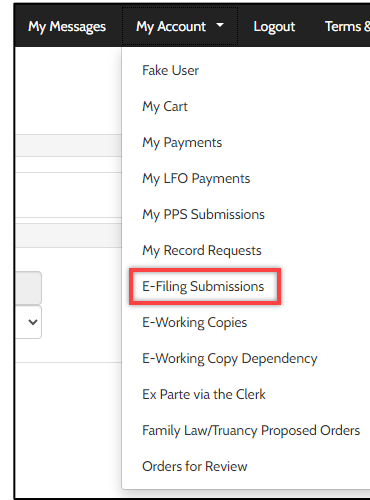 My Messages My Account Logout Terms &
Fake User
My Cart
My Payments
My LFO Payments
My PPS Submissions
My Record Requests
E-Filing Submissions
E-Working Copies
E-Working Copy Dependency
Ex Parte via the Clerk
Family Law/Truancy Proposed Orders
Orders for Review